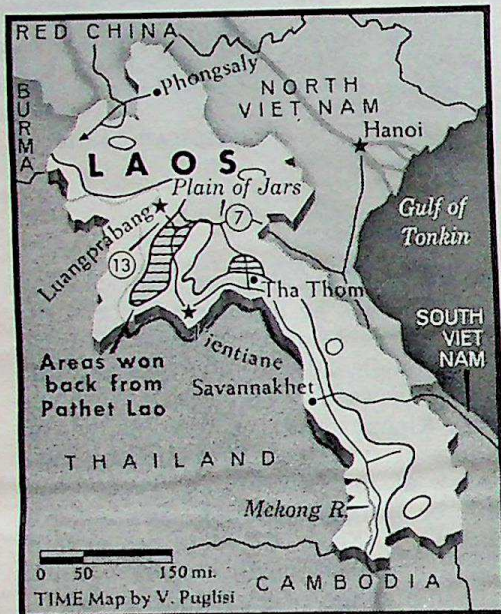 RED CHINA
Phongsaly
BURMA
NORTH
VIET NAM
Hanoi
LAOS
Plain of Jars
Luangprabang
7
Gulf of
Tonkin
13
Tha Thom
SOUTH
VIET
NAM
Vientiane
Areas won
back from
Pathet Lao
Savannakhet
THAILAND
Mekong R.
0 50 150 mi.
CAMBODIA
TIME Map by V. Puglisi